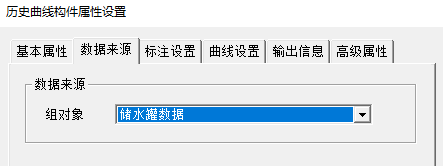 历史曲线构件属性设置
基本属性 数据来源 标注设置 曲线设置 输出信息 高级属性
数据来源
组对象 储水罐数据